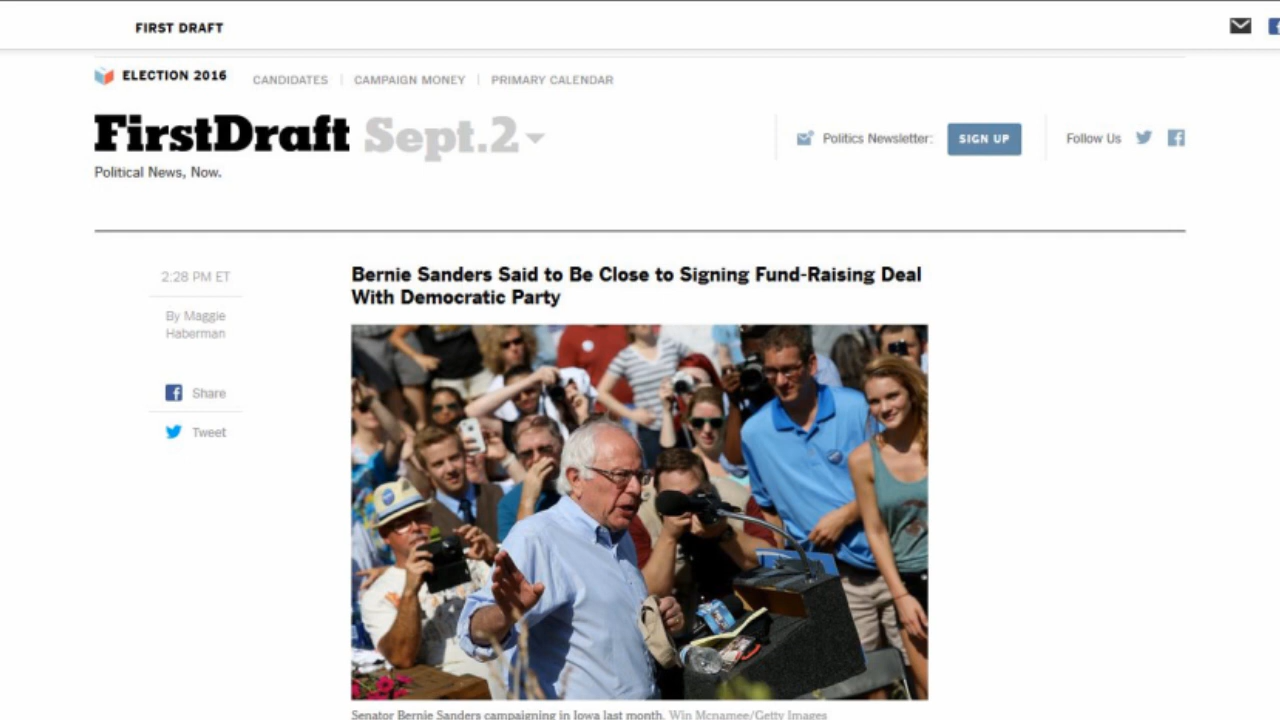 FIRST DRAFT
ELECTION 2016 CANDIDATES | CAMPAIGN MONEY | PRIMARY CALENDAR
FirstDraft Sept.2
Political News, Now.
Politics Newsletter: SIGN UP Follow Us
2:28 PM ET
By Maggie
Haberman
Share
Tweet
Bernie Sanders Said to Be Close to Signing Fund-Raising Deal
With Democratic Party
Senator Bernie Sanders campaigning in Iowa last month. Win Mcnamee/Getty Images